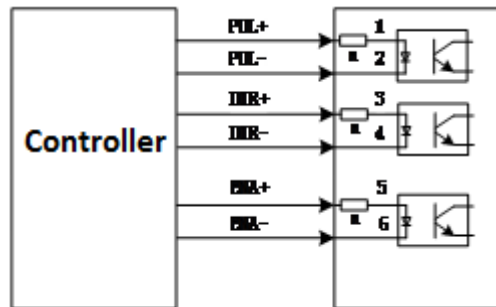 PUL+ 1
PUL- 2
R
DIR+ 3
DIR- 4
R
Controller
ENA+ 5
ENA- 6
R